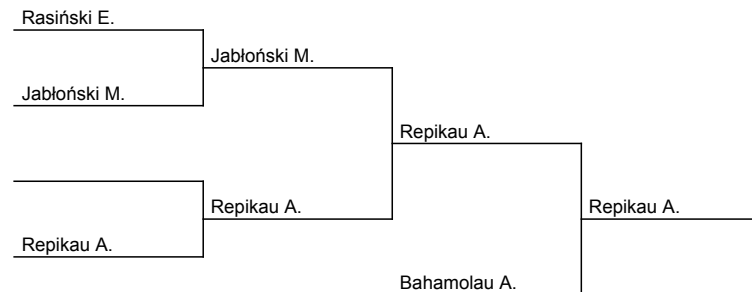 Rasiński E.
Jabłoński M.
Jabłoński M.
Repikau A.
Repikau A.
Repikau A.
Repikau A.
Bahamolau A.